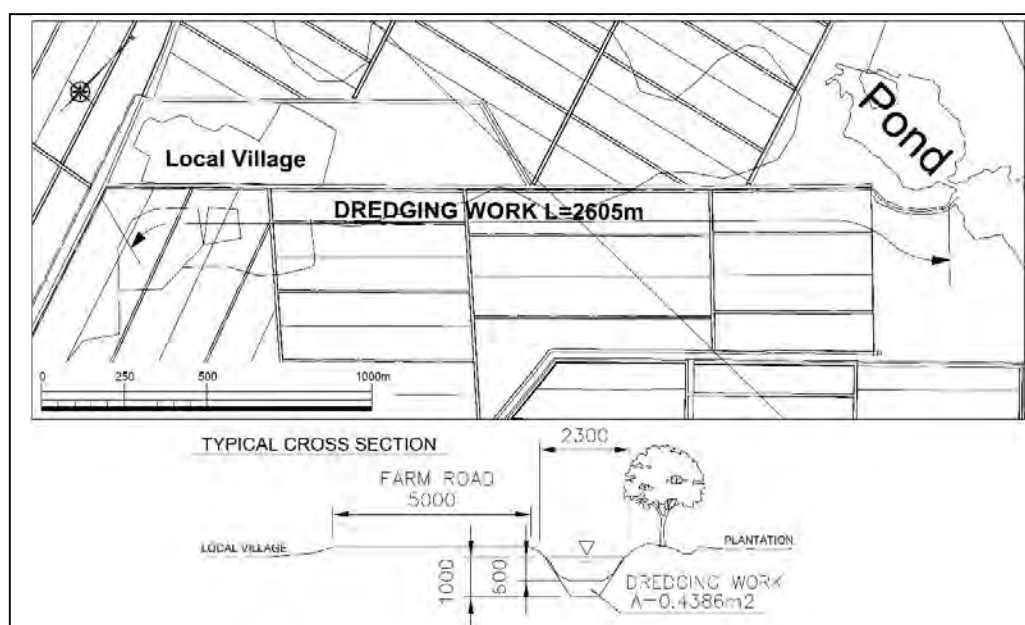 Pond
Local Village
DREDGING WORK L=2605m
0 250 500 1000m
TYPICAL CROSS SECTION
2300
FARM ROAD
5000
LOCAL VILLAGE
PLANTATION
1000
600
DREDGING WORK
A=0.4386m2